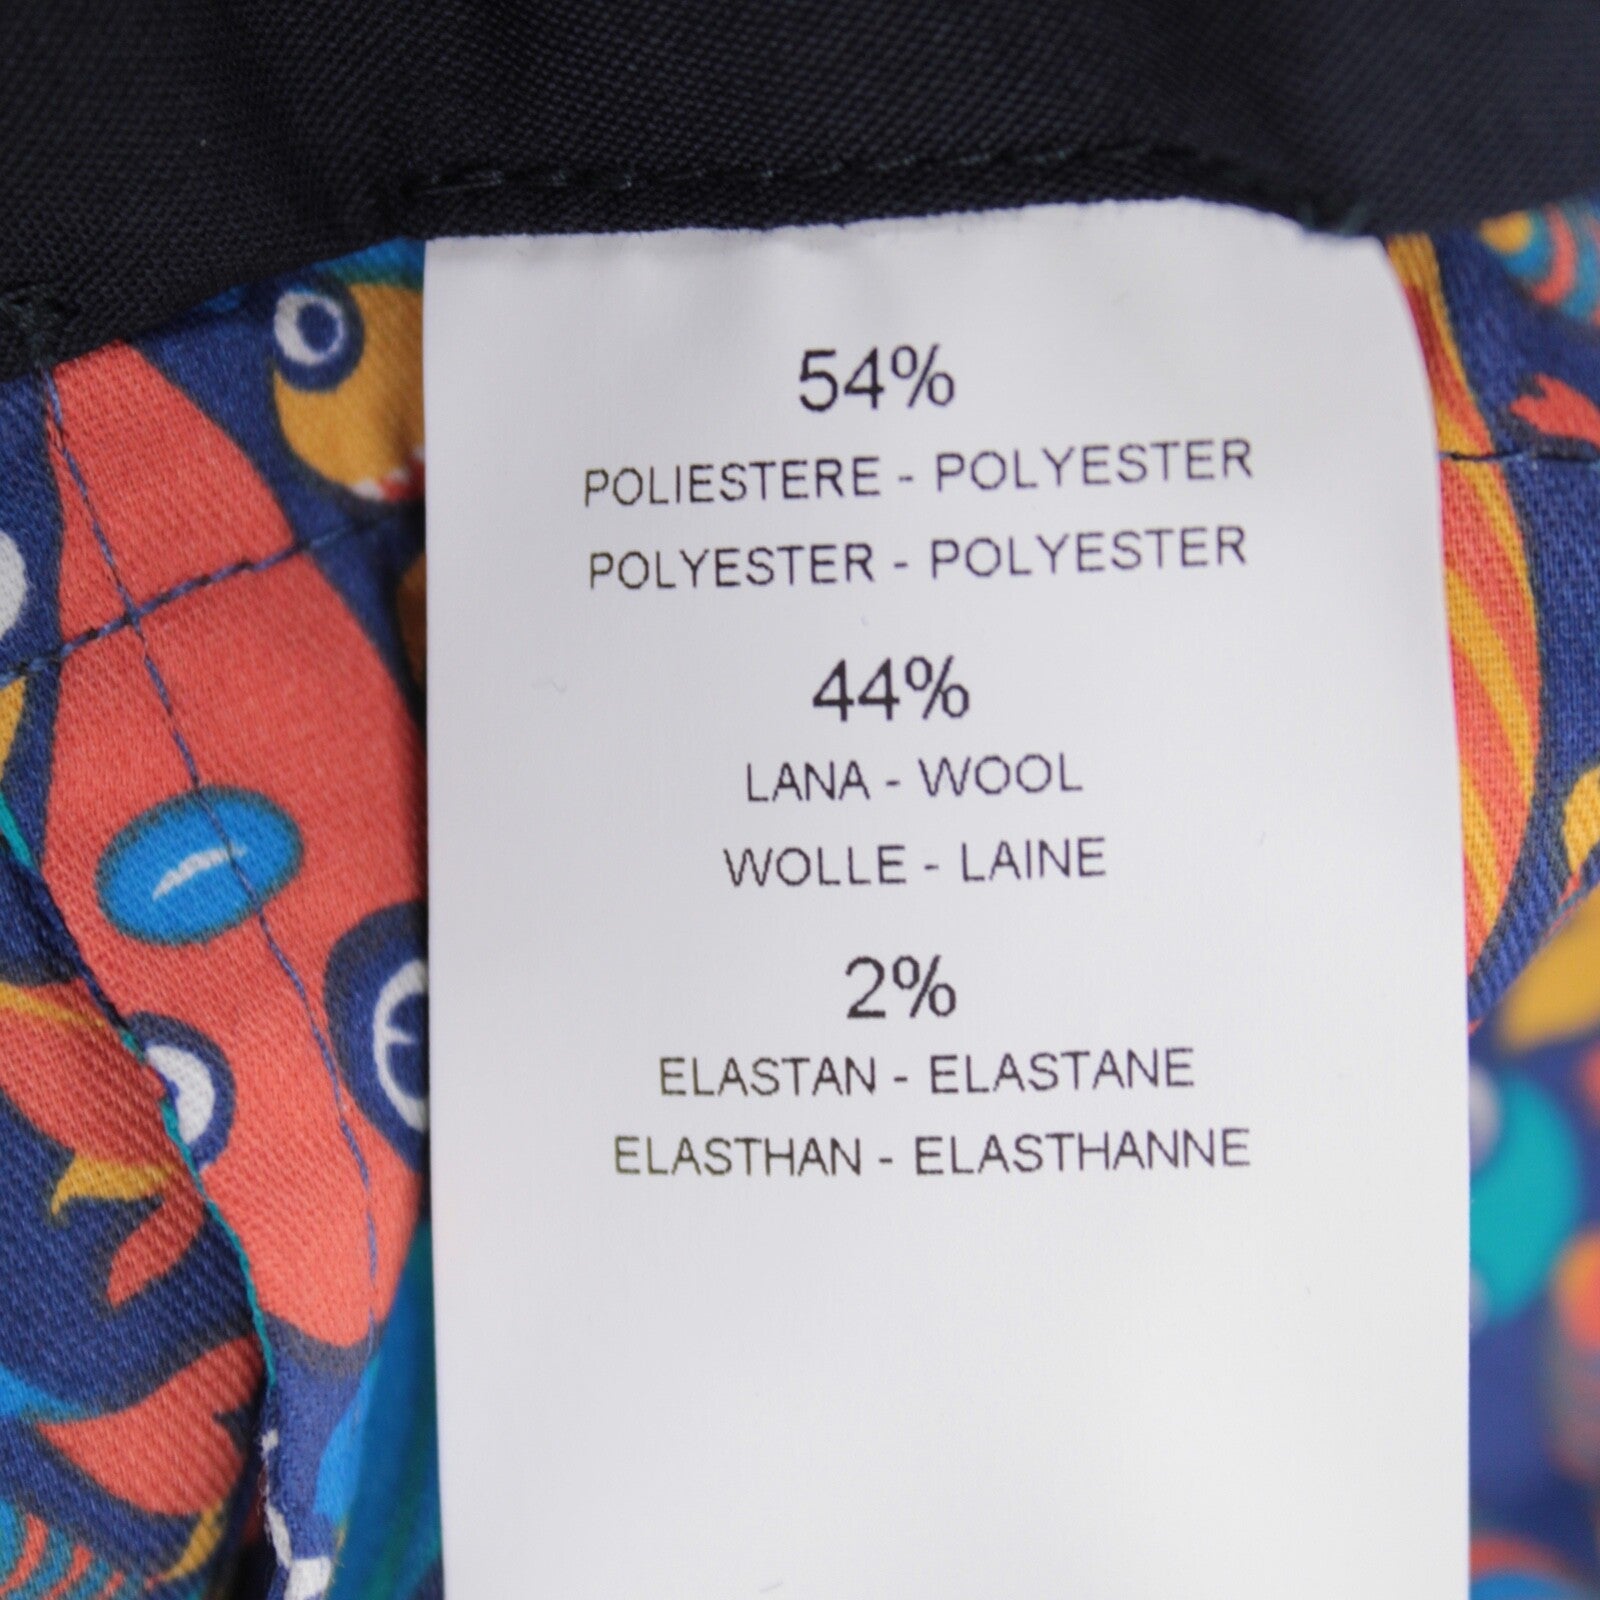 54%
POLIESTERE - POLYESTER
POLYESTER - POLYESTER
44%
LANA - WOOL
WOLLE - LAINE
2%
ELASTAN - ELASTANE
ELASTHAN - ELASTHANNE